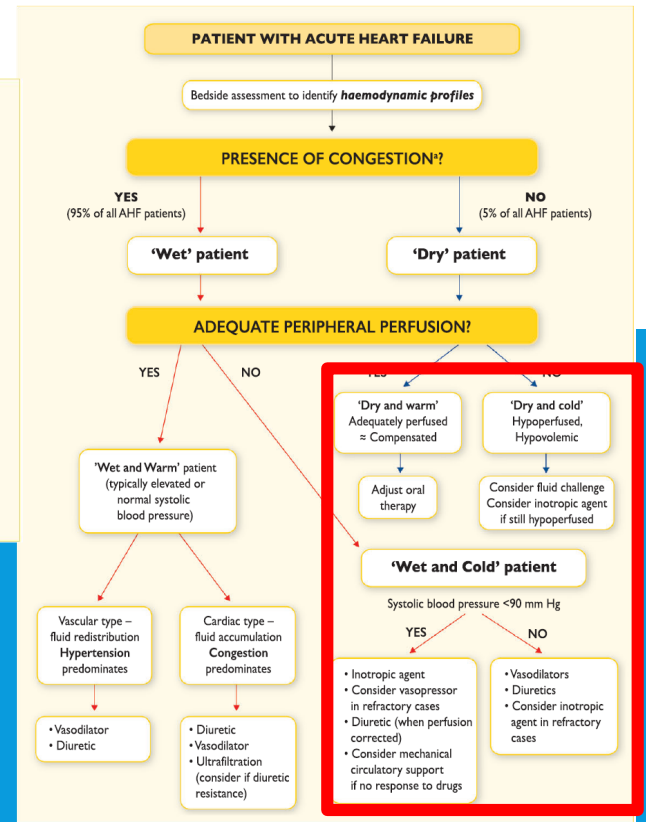 PATIENT WITH ACUTE HEART FAILURE
Bedside assessment to identify haemodynamic profiles
PRESENCE OF CONGESTIONª?
YES
(95% of all AHF patients)
NO
(5% of all AHF patients)
‘Wet’ patient
‘Dry’ patient
ADEQUATE PERIPHERAL PERFUSION?
YES
NO
YES
NO
‘Dry and warm’
Adequately perfused
≈ Compensated
‘Dry and cold’
Hypoperfused,
Hypovolemic
’Wet and Warm’ patient
(typically elevated or
normal systolic
blood pressure)
Adjust oral
therapy
Consider fluid challenge
Consider inotropic agent
if still hypoperfused
‘Wet and Cold’ patient
Systolic blood pressure <90 mm Hg
YES
NO
Vascular type –
fluid redistribution
Hypertension
predominates
Cardiac type –
fluid accumulation
Congestion
predominates
• Vasodilator
• Diuretic
• Diuretic
• Vasodilator
• Ultrafiltration
(consider if diuretic
resistance)
• Inotropic agent
• Consider vasopressor
in refractory cases
• Diuretic (when perfusion
corrected)
• Consider mechanical
circulatory support
if no response to drugs
• Vasodilators
• Diuretics
• Consider inotropic
agent in refractory
cases